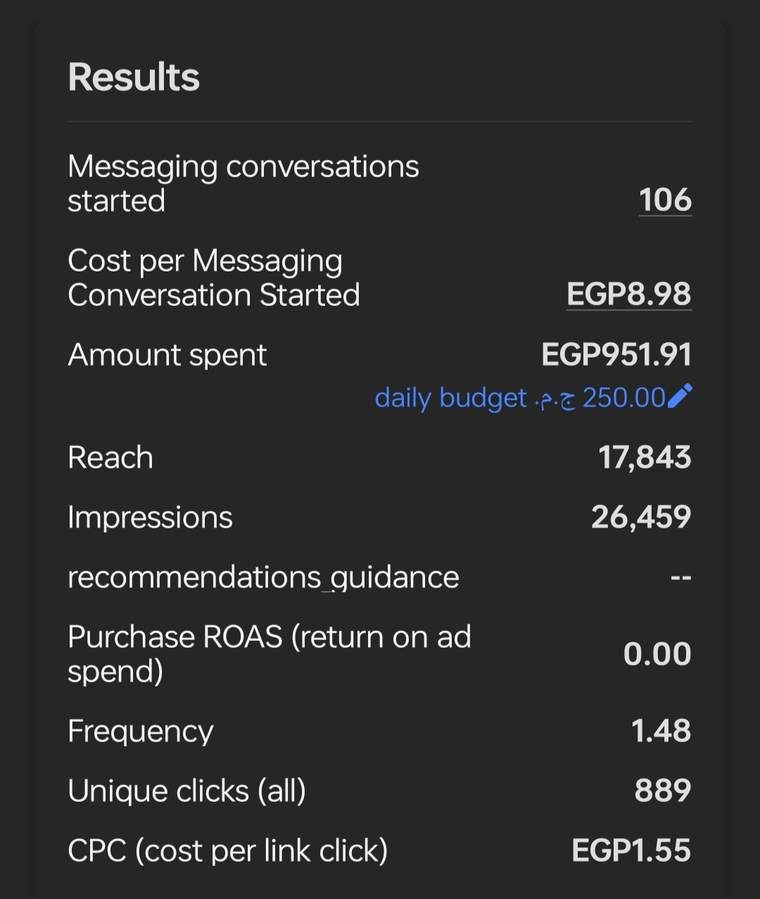 Results
Messaging conversations
started
106
Cost per Messaging
Conversation Started
EGP8.98
Amount spent
EGP951.91
daily budget ج.م.‏ 250.00
Reach
17,843
Impressions
26,459
recommendations_guidance
--
Purchase ROAS (return on ad
spend)
0.00
Frequency
1.48
Unique clicks (all)
889
CPC (cost per link click)
EGP1.55